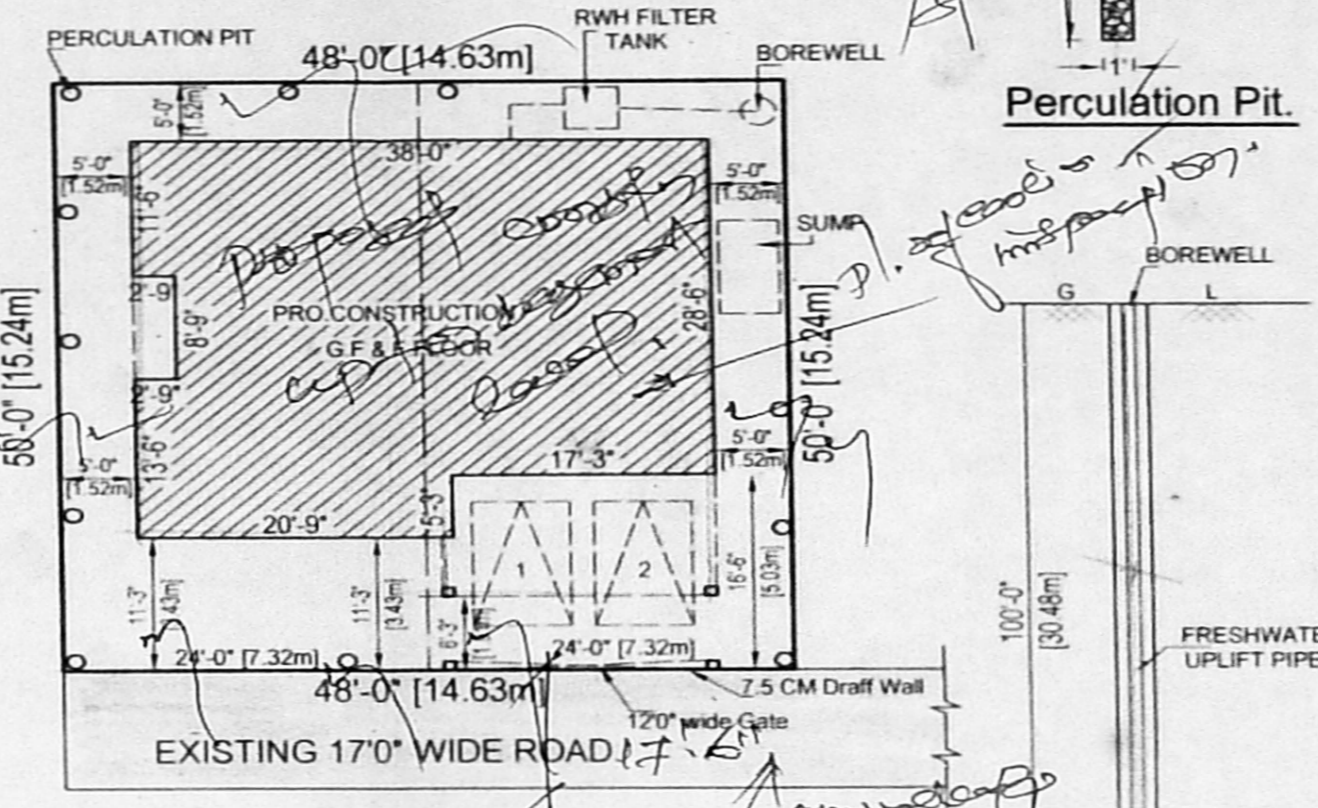 RWH FILTER
TANK
PERCULATION PIT
48'-0" [14.63m]
BOREWELL
1'
Perculation Pit.
5'-0"
[1.52m]
38'-0"
5'-0"
[1.52m]
5'-0"
[1.52m]
11'-6"
SUMP
BOREWELL
G L
2'-9"
8'-9"
PRO.CONSTRUCTION
G.F & F.FLOOR
28'-6"
50'-0" [15.24m]
50'-0" [15.24m]
2'-9"
13'-6"
5'-0"
[1.52m]
5'-0"
[1.52m]
17'-3"
20'-9"
5'-3"
1
2
16'-6"
[5.03m]
11'-3"
[3.43m]
11'-3"
[3.43m]
6'-3"
100'-0"
[30.48m]
24'-0" [7.32m]
24'-0" [7.32m]
FRESHWATE
UPLIFT PIPE
48'-0" [14.63m]
7.5 CM Draff Wall
12'0" wide Gate
EXISTING 17'0" WIDE ROAD 17'-6"